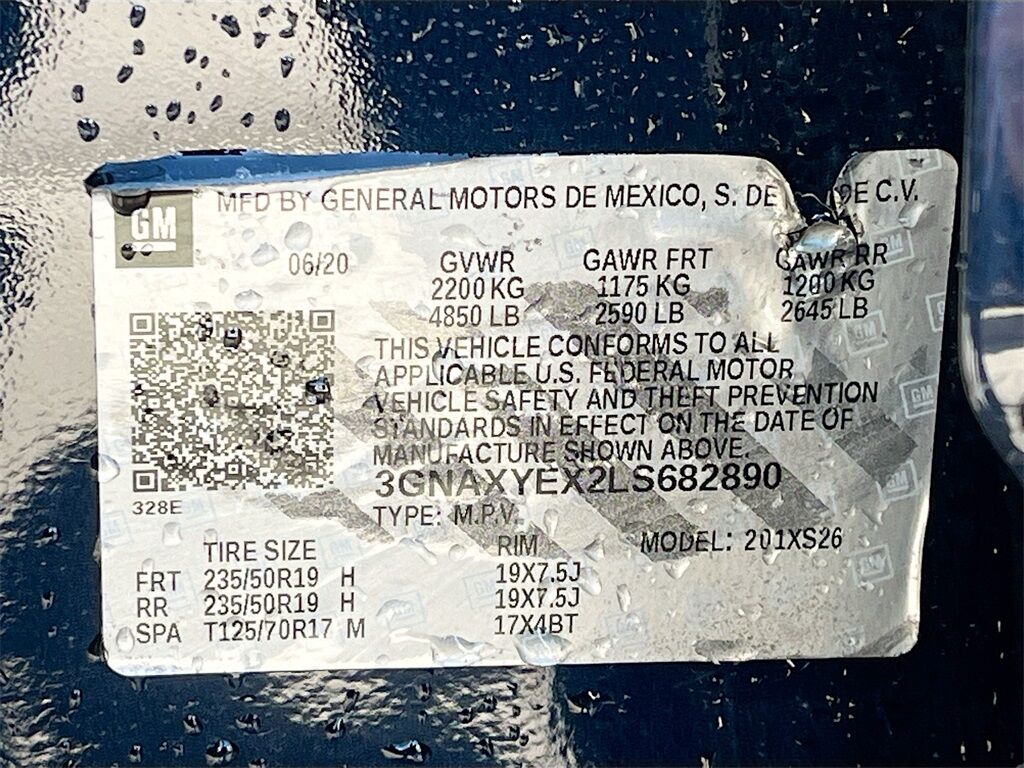 MFD BY GENERAL MOTORS DE MEXICO, S. DE DE C.V.
GM
06/20
GVWR GAWR FRT GAWR RR
2200 KG 1175 KG 1200 KG
4850 LB 2590 LB 2645 LB
THIS VEHICLE CONFORMS TO ALL
APPLICABLE U.S. FEDERAL MOTOR
VEHICLE SAFETY AND THEFT PREVENTION
STANDARDS IN EFFECT ON THE DATE OF
MANUFACTURE SHOWN ABOVE.
3GNAXYEX2LS682890
328E
TYPE: M.P.V.
TIRE SIZE RIM MODEL: 201XS26
FRT 235/50R19 H 19X7.5J
RR 235/50R19 H 19X7.5J
SPA T125/70R17 M 17X4BT